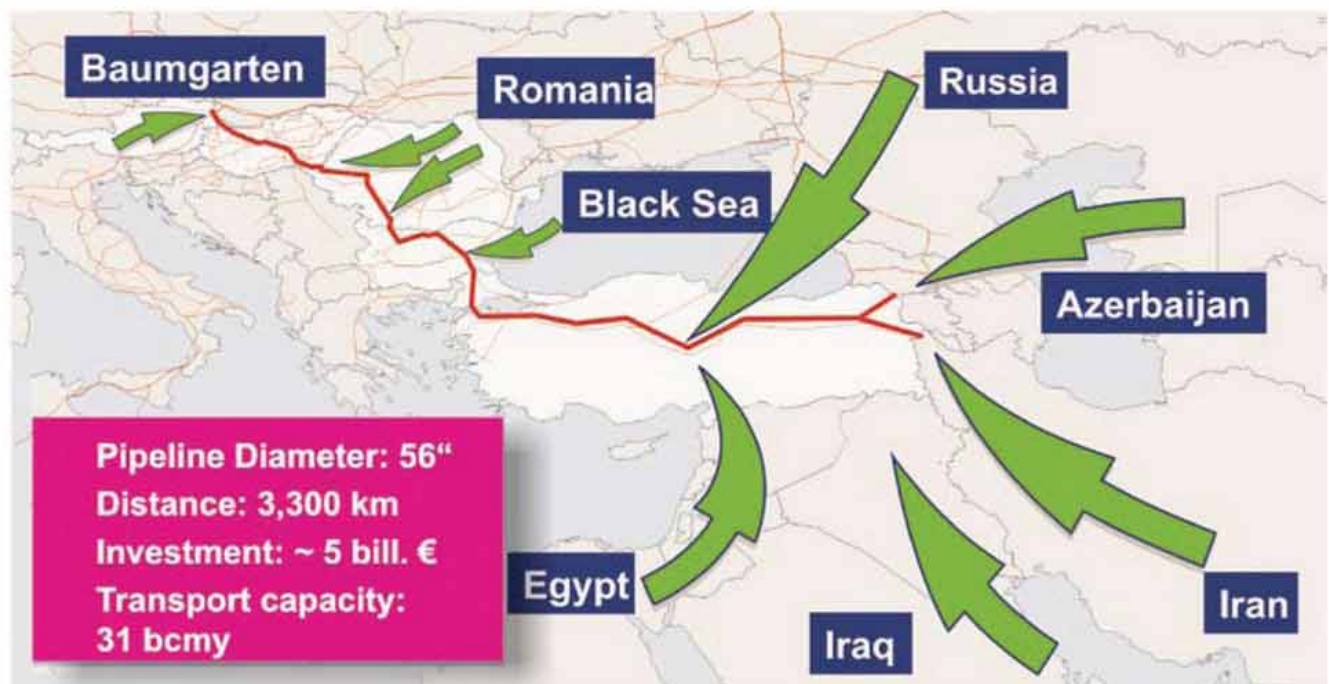 Baumgarten
Romania
Russia
Black Sea
Azerbaijan
Pipeline Diameter: 56“
Distance: 3,300 km
Investment: ~ 5 bill. €
Transport capacity:
31 bcmy
Egypt
Iraq
Iran